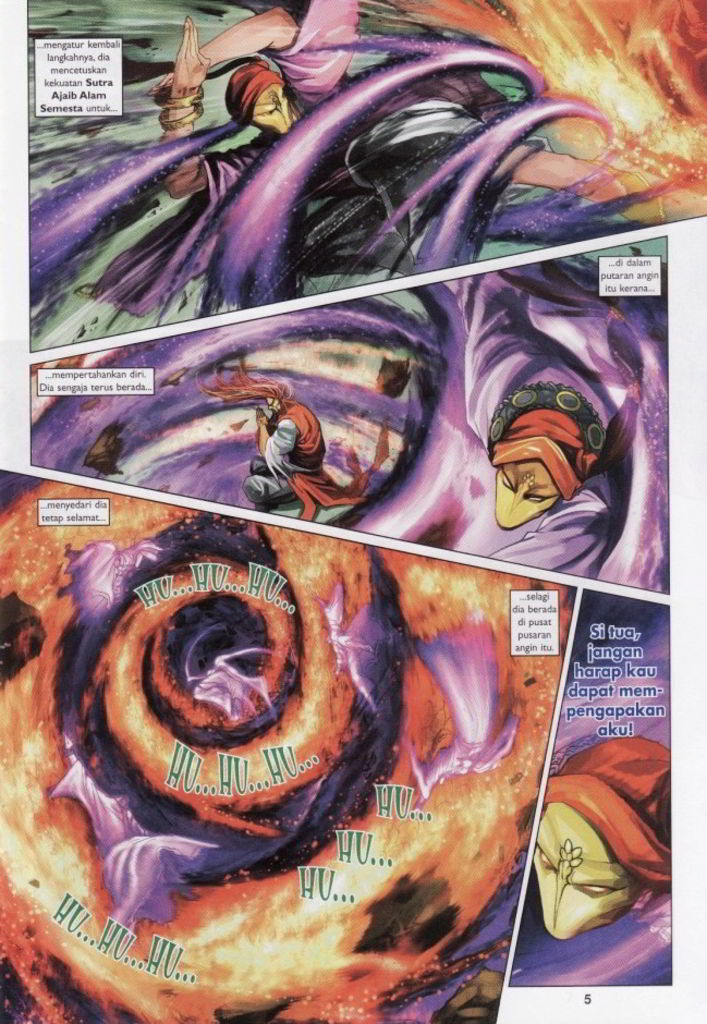 ...mengatur kembali
langkahnya, dia
mencetuskan
kekuatan Sutra
Ajaib Alam
Semesta untuk...
...mempertahankan diri.
Dia sengaja terus berada...
...di dalam
putaran angin
itu kerana...
...menyedari dia
tetap selamat...
HU...HU...HU...
HU...HU...HU...
HU...
HU...
HU...
HU...HU...HU...
...selagi
dia berada
di pusat
pusaran
angin itu.
Si tua,
jangan
harap kau
dapat mem-
pengapakan
aku!
5